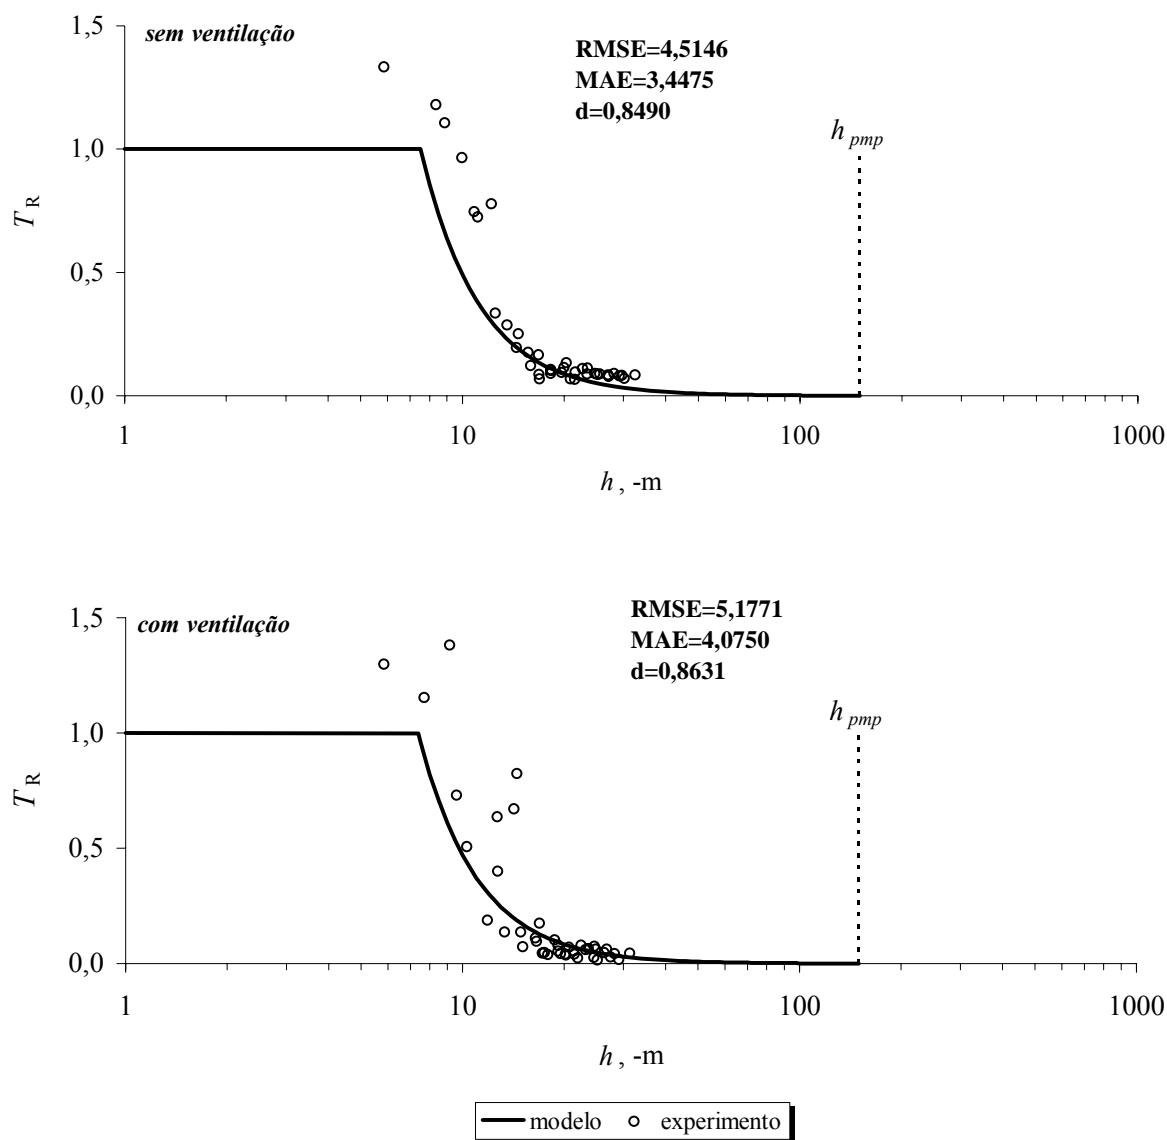 sem ventilação
RMSE=4,5146
MAE=3,4475
d=0,8490
h pmp
1,5
1,0
0,5
0,0
T R
1 10 100 1000
h , -m
com ventilação
RMSE=5,1771
MAE=4,0750
d=0,8631
h pmp
1,5
1,0
0,5
0,0
T R
1 10 100 1000
h , -m
modelo experimento